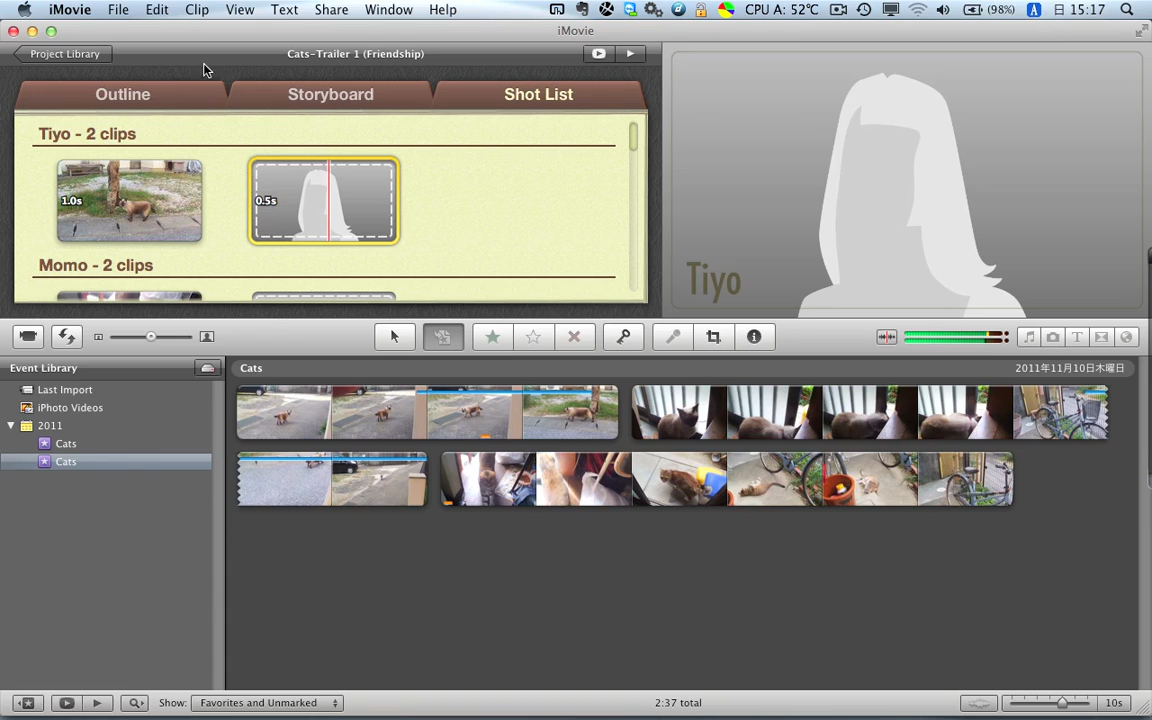 iMovie File Edit Clip View Text Share Window Help CPU A: 52℃ A (98%) 日 15:17
iMovie
Project Library Cats-Trailer 1 (Friendship)
Outline Storyboard Shot List
Tiyo - 2 clips
1.0s 0.5s
Momo - 2 clips
Tiyo
Event Library
Last Import
iPhoto Videos
2011
Cats
Cats
Cats 2011年11月10日木曜日
Show: Favorites and Unmarked 2:37 total 10s